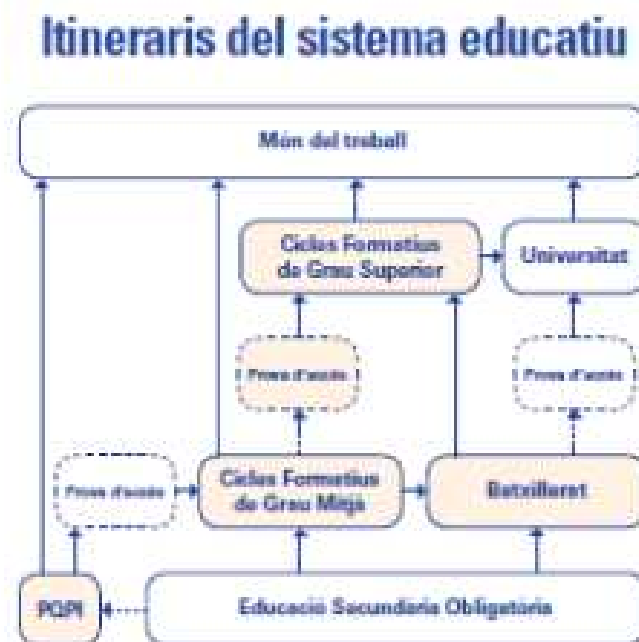 Itineraris del sistema educatiu
Món del treball
Cicles Formatius
de Grau Superior
Universitat
Prova d'accés
Prova d'accés
Prova d'accés
Cicles Formatius
de Grau Mitjà
Batxillerat
PQPI
Educació Secundària Obligatòria